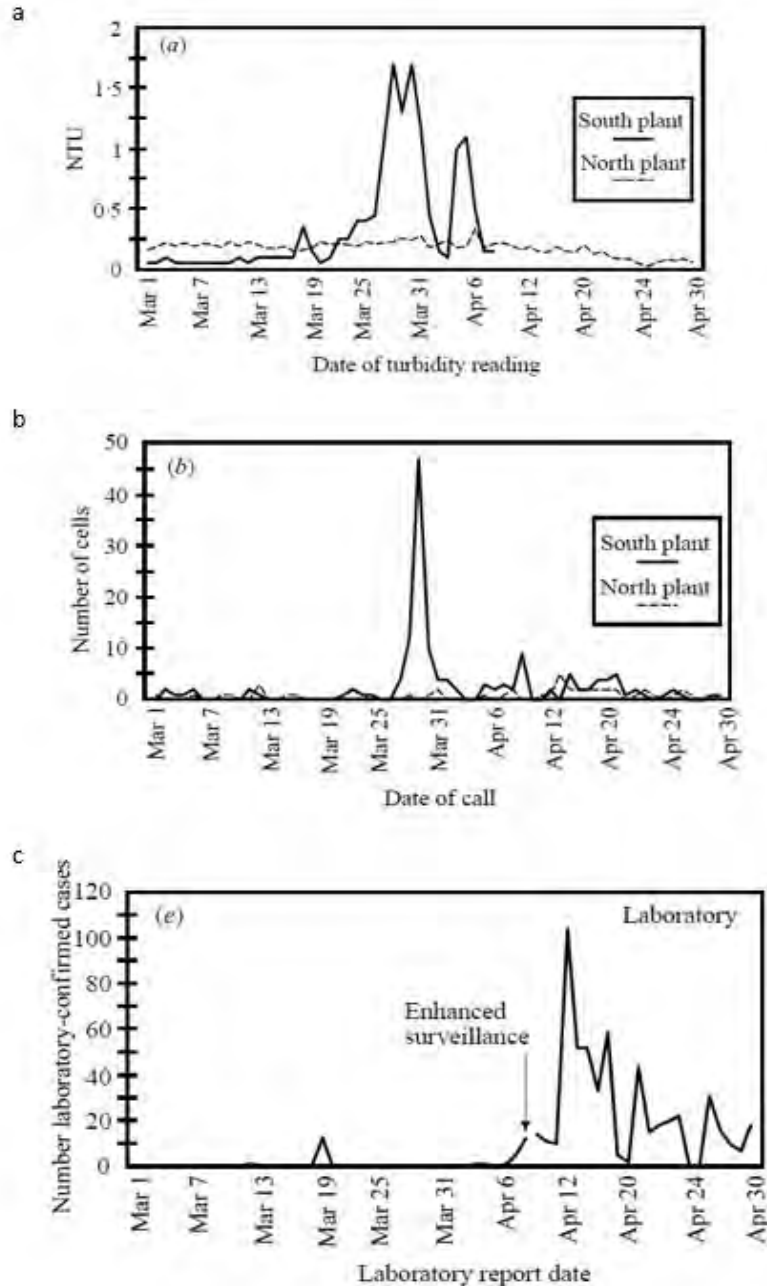 a
(a)
2
1·5
1
0·5
0
NTU
South plant
North plant
Mar 1
Mar 7
Mar 13
Mar 19
Mar 25
Mar 31
Apr 6
Apr 12
Apr 20
Apr 24
Apr 30
Date of turbidity reading
b
(b)
50
40
30
20
10
0
Number of cells
South plant
North plant
Mar 1
Mar 7
Mar 13
Mar 19
Mar 25
Mar 31
Apr 6
Apr 12
Apr 20
Apr 24
Apr 30
Date of call
c
(e)
Laboratory
120
100
80
60
40
20
0
Number laboratory-confirmed cases
Enhanced
surveillance
Mar 1
Mar 7
Mar 13
Mar 19
Mar 25
Mar 31
Apr 6
Apr 12
Apr 20
Apr 24
Apr 30
Laboratory report date